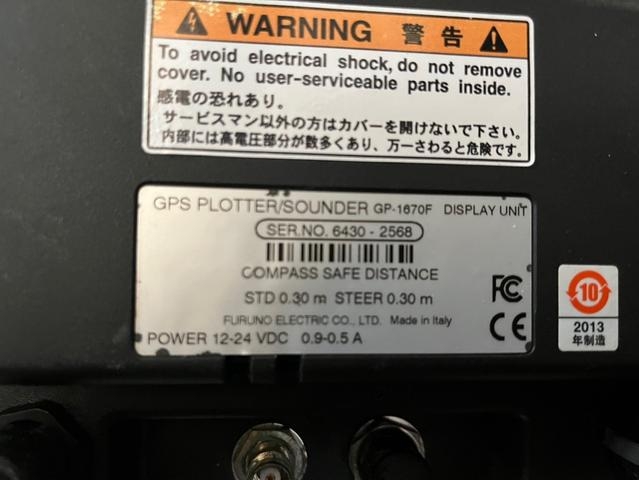 WARNING 警告
To avoid electrical shock, do not remove
cover. No user-serviceable parts inside.
感電の恐れあり。
サービスマン以外の方はカバーを開けないで下さい。
内部には高電圧部分が数多くあり、万一さわると危険です。
GPS PLOTTER/SOUNDER GP-1670F DISPLAY UNIT
SER.NO. 6430 - 2568
COMPASS SAFE DISTANCE
STD 0.30 m STEER 0.30 m
FURUNO ELECTRIC CO., LTD. Made in Italy
POWER 12-24 VDC 0.9-0.5 A
FC
CE
10
2013
年制造